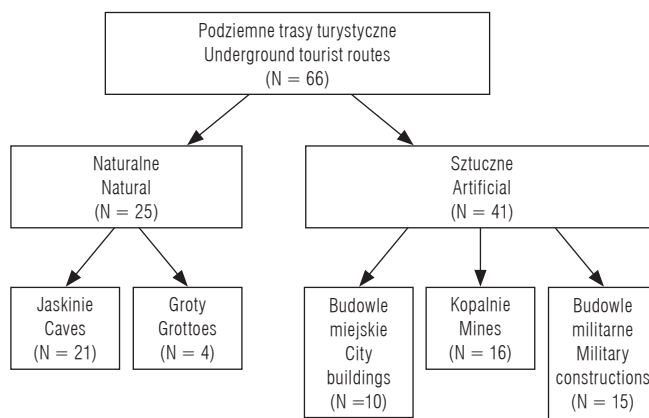 Podziemne trasy turystyczne
Underground tourist routes
(N = 66)
Naturalne
Natural
(N = 25)
Sztuczne
Artificial
(N = 41)
Jaskinie
Caves
(N = 21)
Groty
Grottoes
(N = 4)
Budowle
miejskie
City
buildings
(N =10)
Kopalnie
Mines
(N = 16)
Budowle
militarne
Military
constructions
(N = 15)